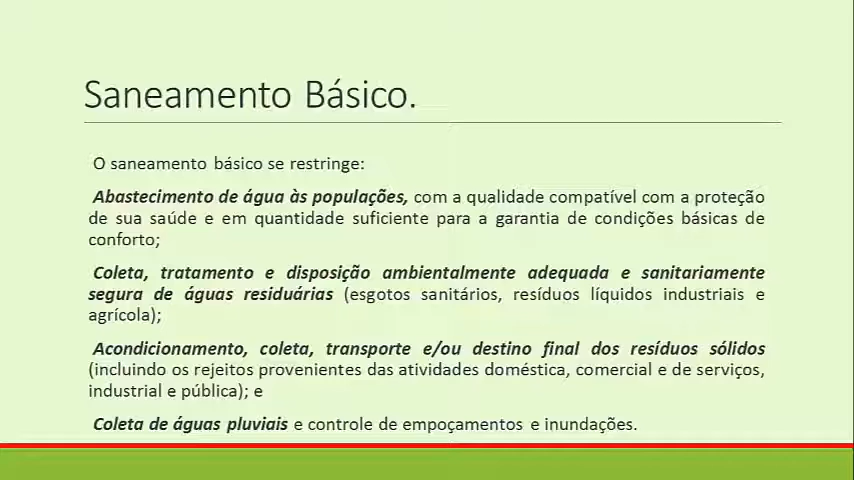 Saneamento Básico.
O saneamento básico se restringe:
Abastecimento de água às populações, com a qualidade compatível com a proteção
de sua saúde e em quantidade suficiente para a garantia de condições básicas de
conforto;
Coleta, tratamento e disposição ambientalmente adequada e sanitariamente
segura de águas residuárias (esgotos sanitários, resíduos líquidos industriais e
agrícola);
Acondicionamento, coleta, transporte e/ou destino final dos resíduos sólidos
(incluindo os rejeitos provenientes das atividades doméstica, comercial e de serviços,
industrial e pública); e
Coleta de águas pluviais e controle de empoçamentos e inundações.